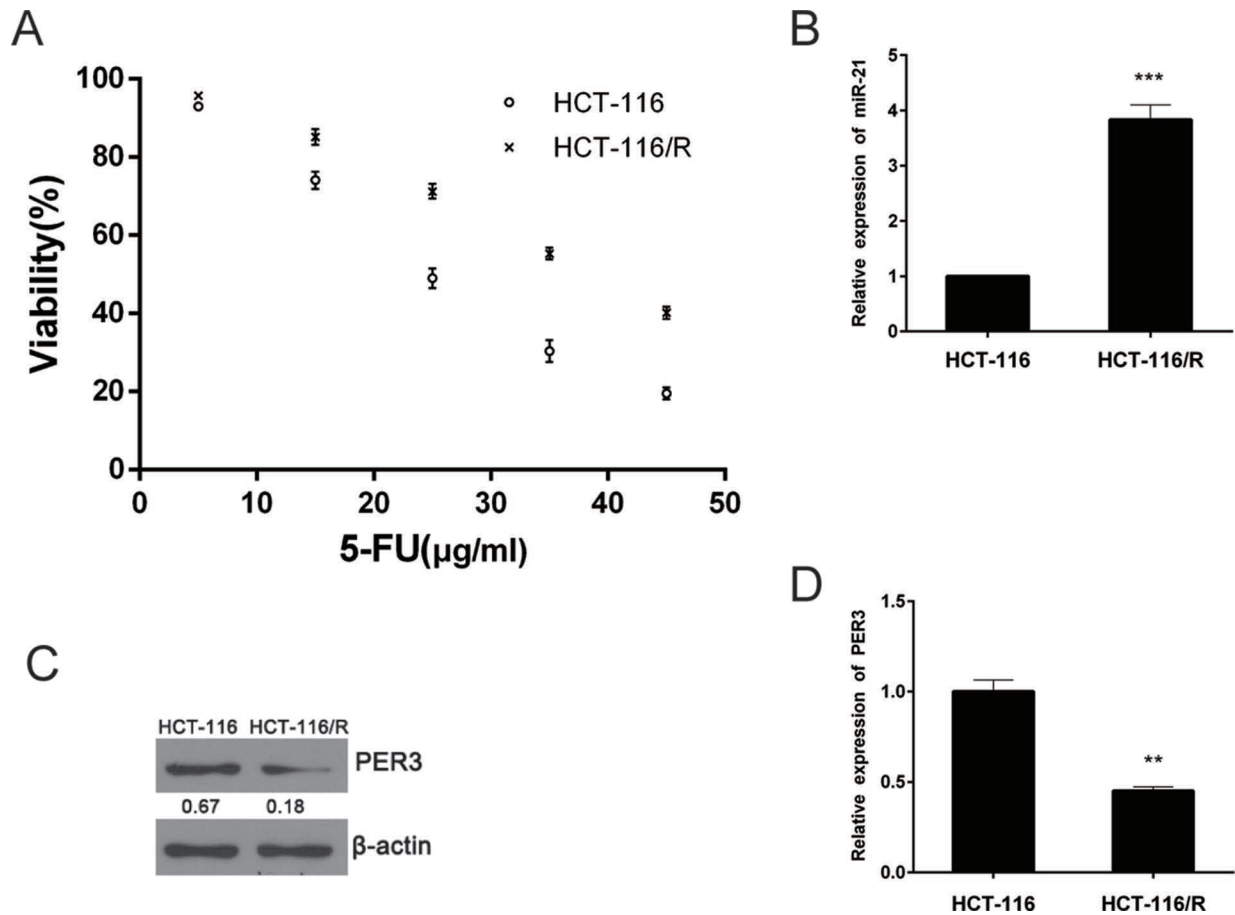 A
Viability(%)
100
80
60
40
20
0
0 10 20 30 40 50
5-FU(μg/ml)
HCT-116
HCT-116/R
B
Relative expression of miR-21
5
4
3
2
1
0
***
HCT-116 HCT-116/R
C
HCT-116 HCT-116/R
PER3
0.67 0.18
β-actin
D
Relative expression of PER3
1.5
1.0
0.5
0.0
**
HCT-116 HCT-116/R